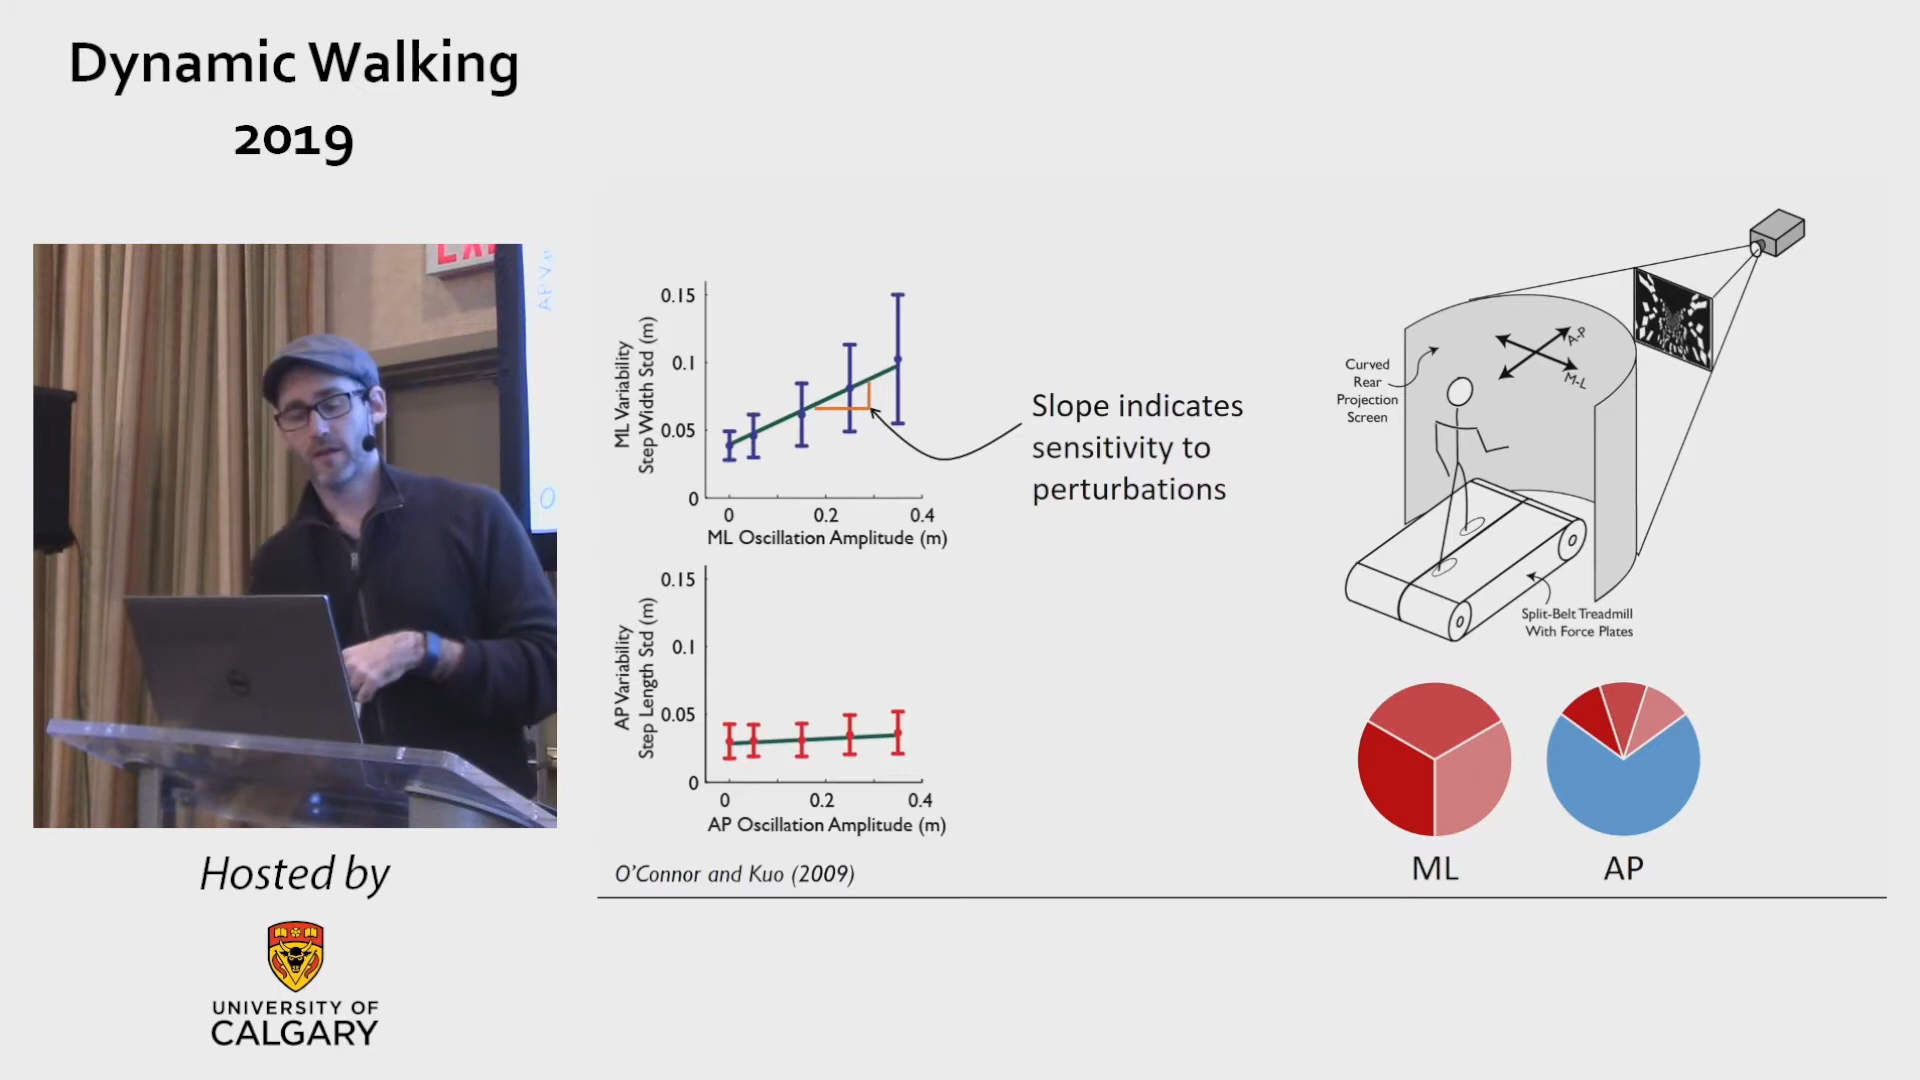 Dynamic Walking
2019
EXI
AP V
O
Hosted by
UNIVERSITY OF
CALGARY
0.15
0.1
0.05
0
ML Variability
Step Width Std (m)
0 0.2 0.4
ML Oscillation Amplitude (m)
Slope indicates
sensitivity to
perturbations
0.15
0.1
0.05
0
AP Variability
Step Length Std (m)
0 0.2 0.4
AP Oscillation Amplitude (m)
O'Connor and Kuo (2009)
A-P
M-L
Curved
Rear
Projection
Screen
Split-Belt Treadmill
With Force Plates
ML
AP